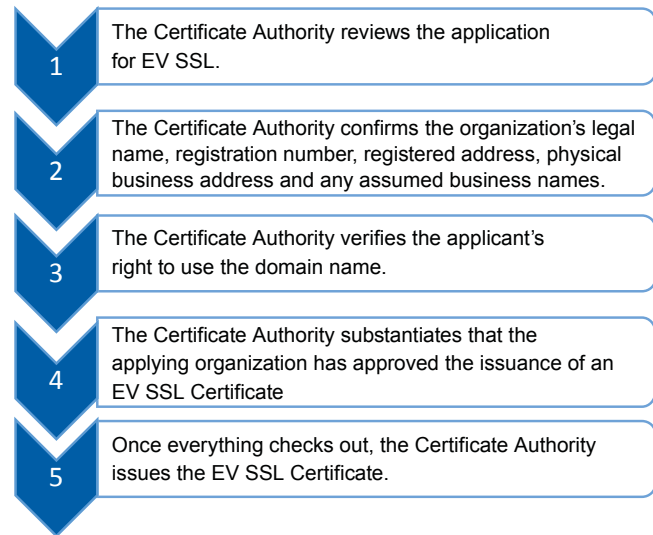 1
The Certificate Authority reviews the application
for EV SSL.
2
The Certificate Authority confirms the organization’s legal
name, registration number, registered address, physical
business address and any assumed business names.
3
The Certificate Authority verifies the applicant’s
right to use the domain name.
4
The Certificate Authority substantiates that the
applying organization has approved the issuance of an
EV SSL Certificate
5
Once everything checks out, the Certificate Authority
issues the EV SSL Certificate.